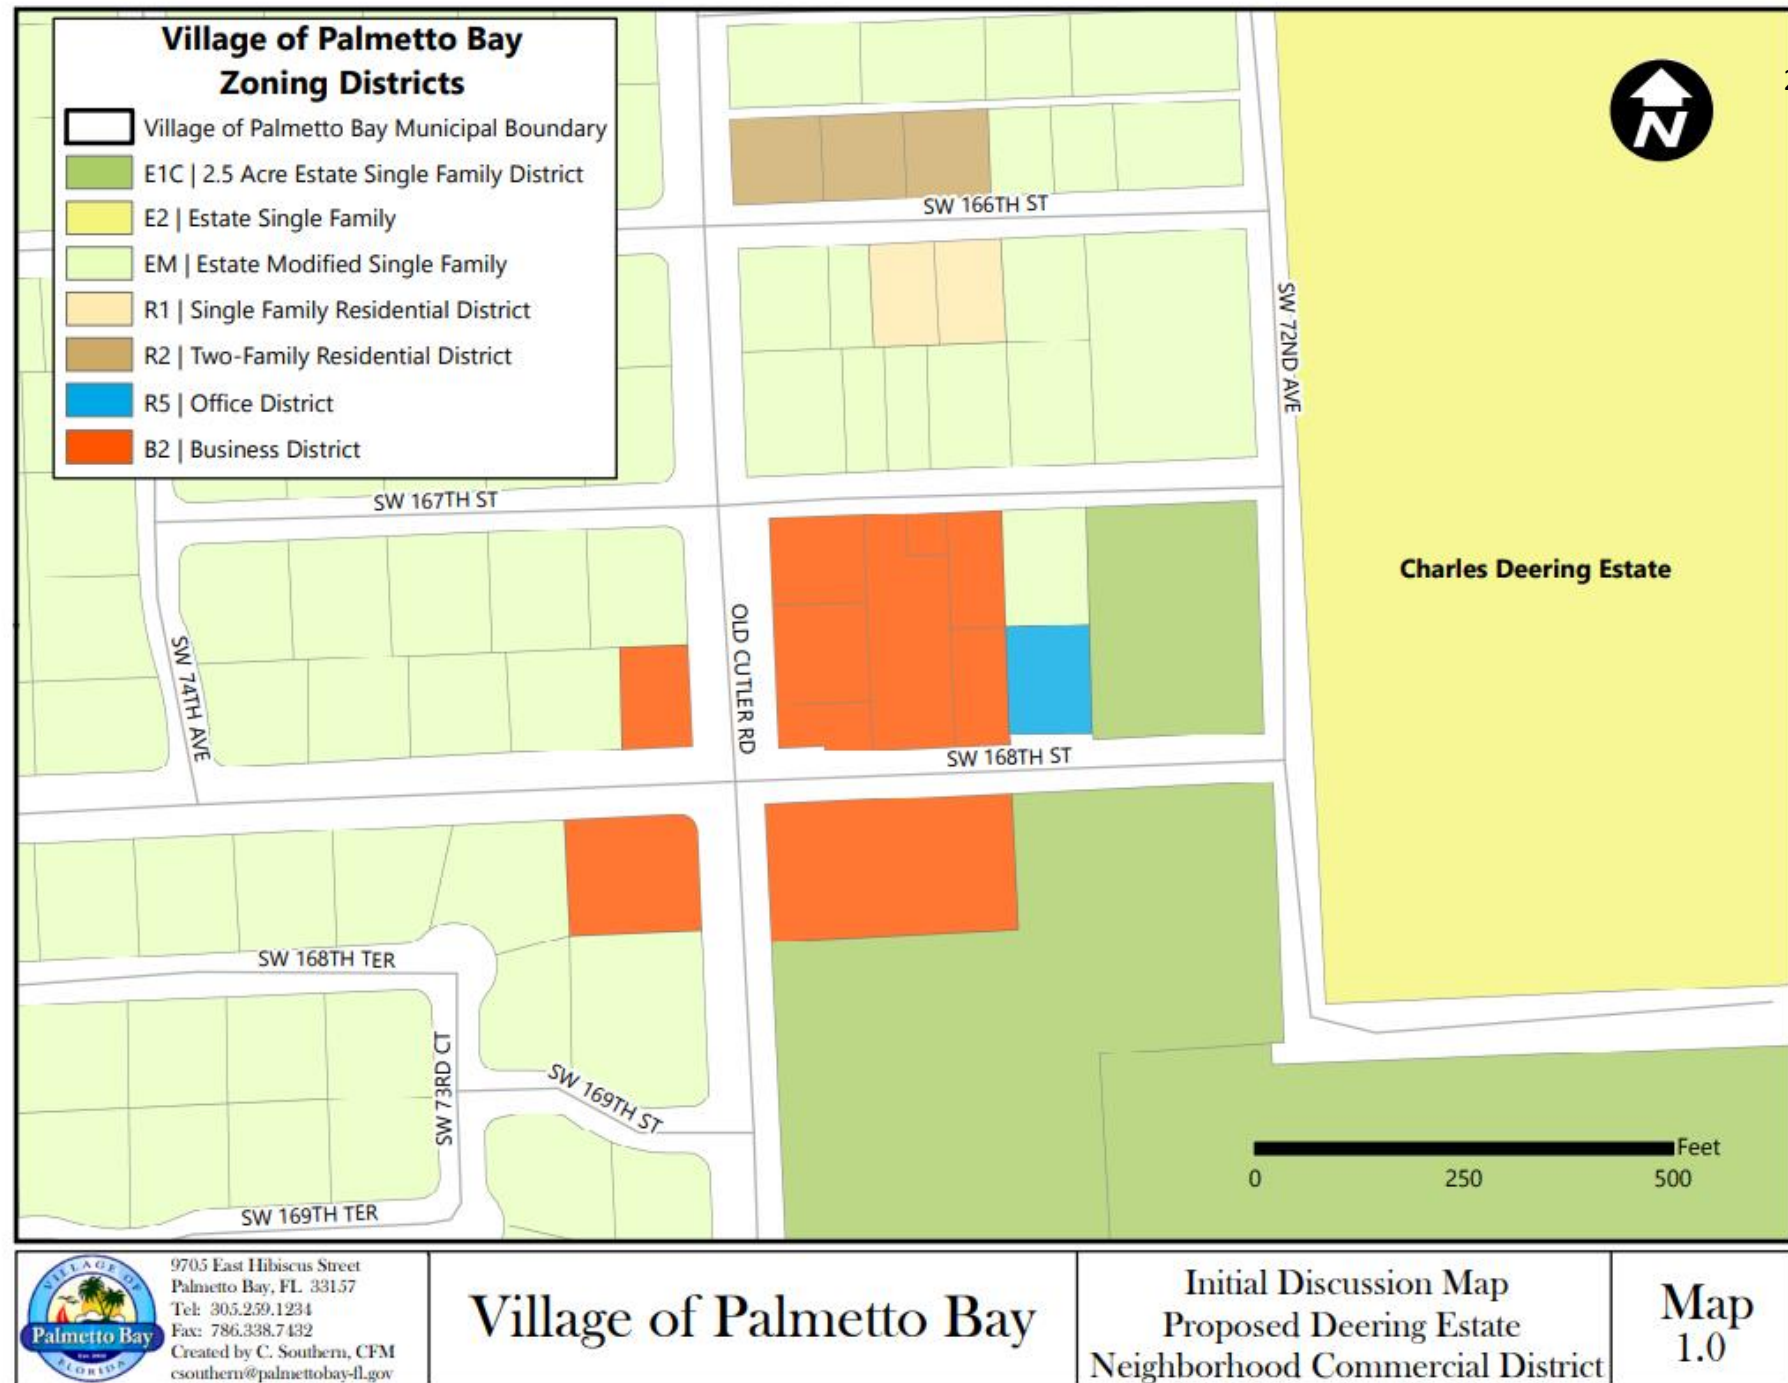 Village of Palmetto Bay
Zoning Districts
Village of Palmetto Bay Municipal Boundary
E1C | 2.5 Acre Estate Single Family District
E2 | Estate Single Family
EM | Estate Modified Single Family
R1 | Single Family Residential District
R2 | Two-Family Residential District
R5 | Office District
B2 | Business District
N
SW 166TH ST
SW 72ND AVE
SW 167TH ST
Charles Deering Estate
OLD CUTLER RD
SW 74TH AVE
SW 168TH ST
SW 168TH TER
SW 73RD CT
SW 169TH ST
SW 169TH TER
Feet
0 250 500
VILLAGE OF
Palmetto Bay
FLORIDA
9705 East Hibiscus Street
Palmetto Bay, FL 33157
Tel: 305.259.1234
Fax: 786.338.7432
Created by C. Southern, CFM
csouthern@palmettobay-fl.gov
Village of Palmetto Bay
Initial Discussion Map
Proposed Deering Estate
Neighborhood Commercial District
Map
1.0